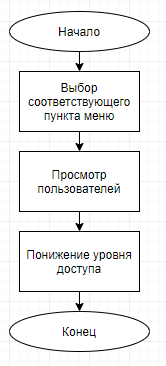 Начало
Выбор
соответствующего
пункта меню
Просмотр
пользователей
Понижение уровня
доступа
Конец